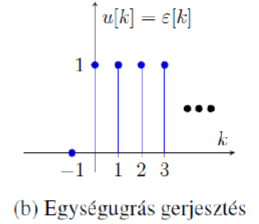 u[k] = ε[k]
1
k
−1 1 2 3
(b) Egységugrás gerjesztés